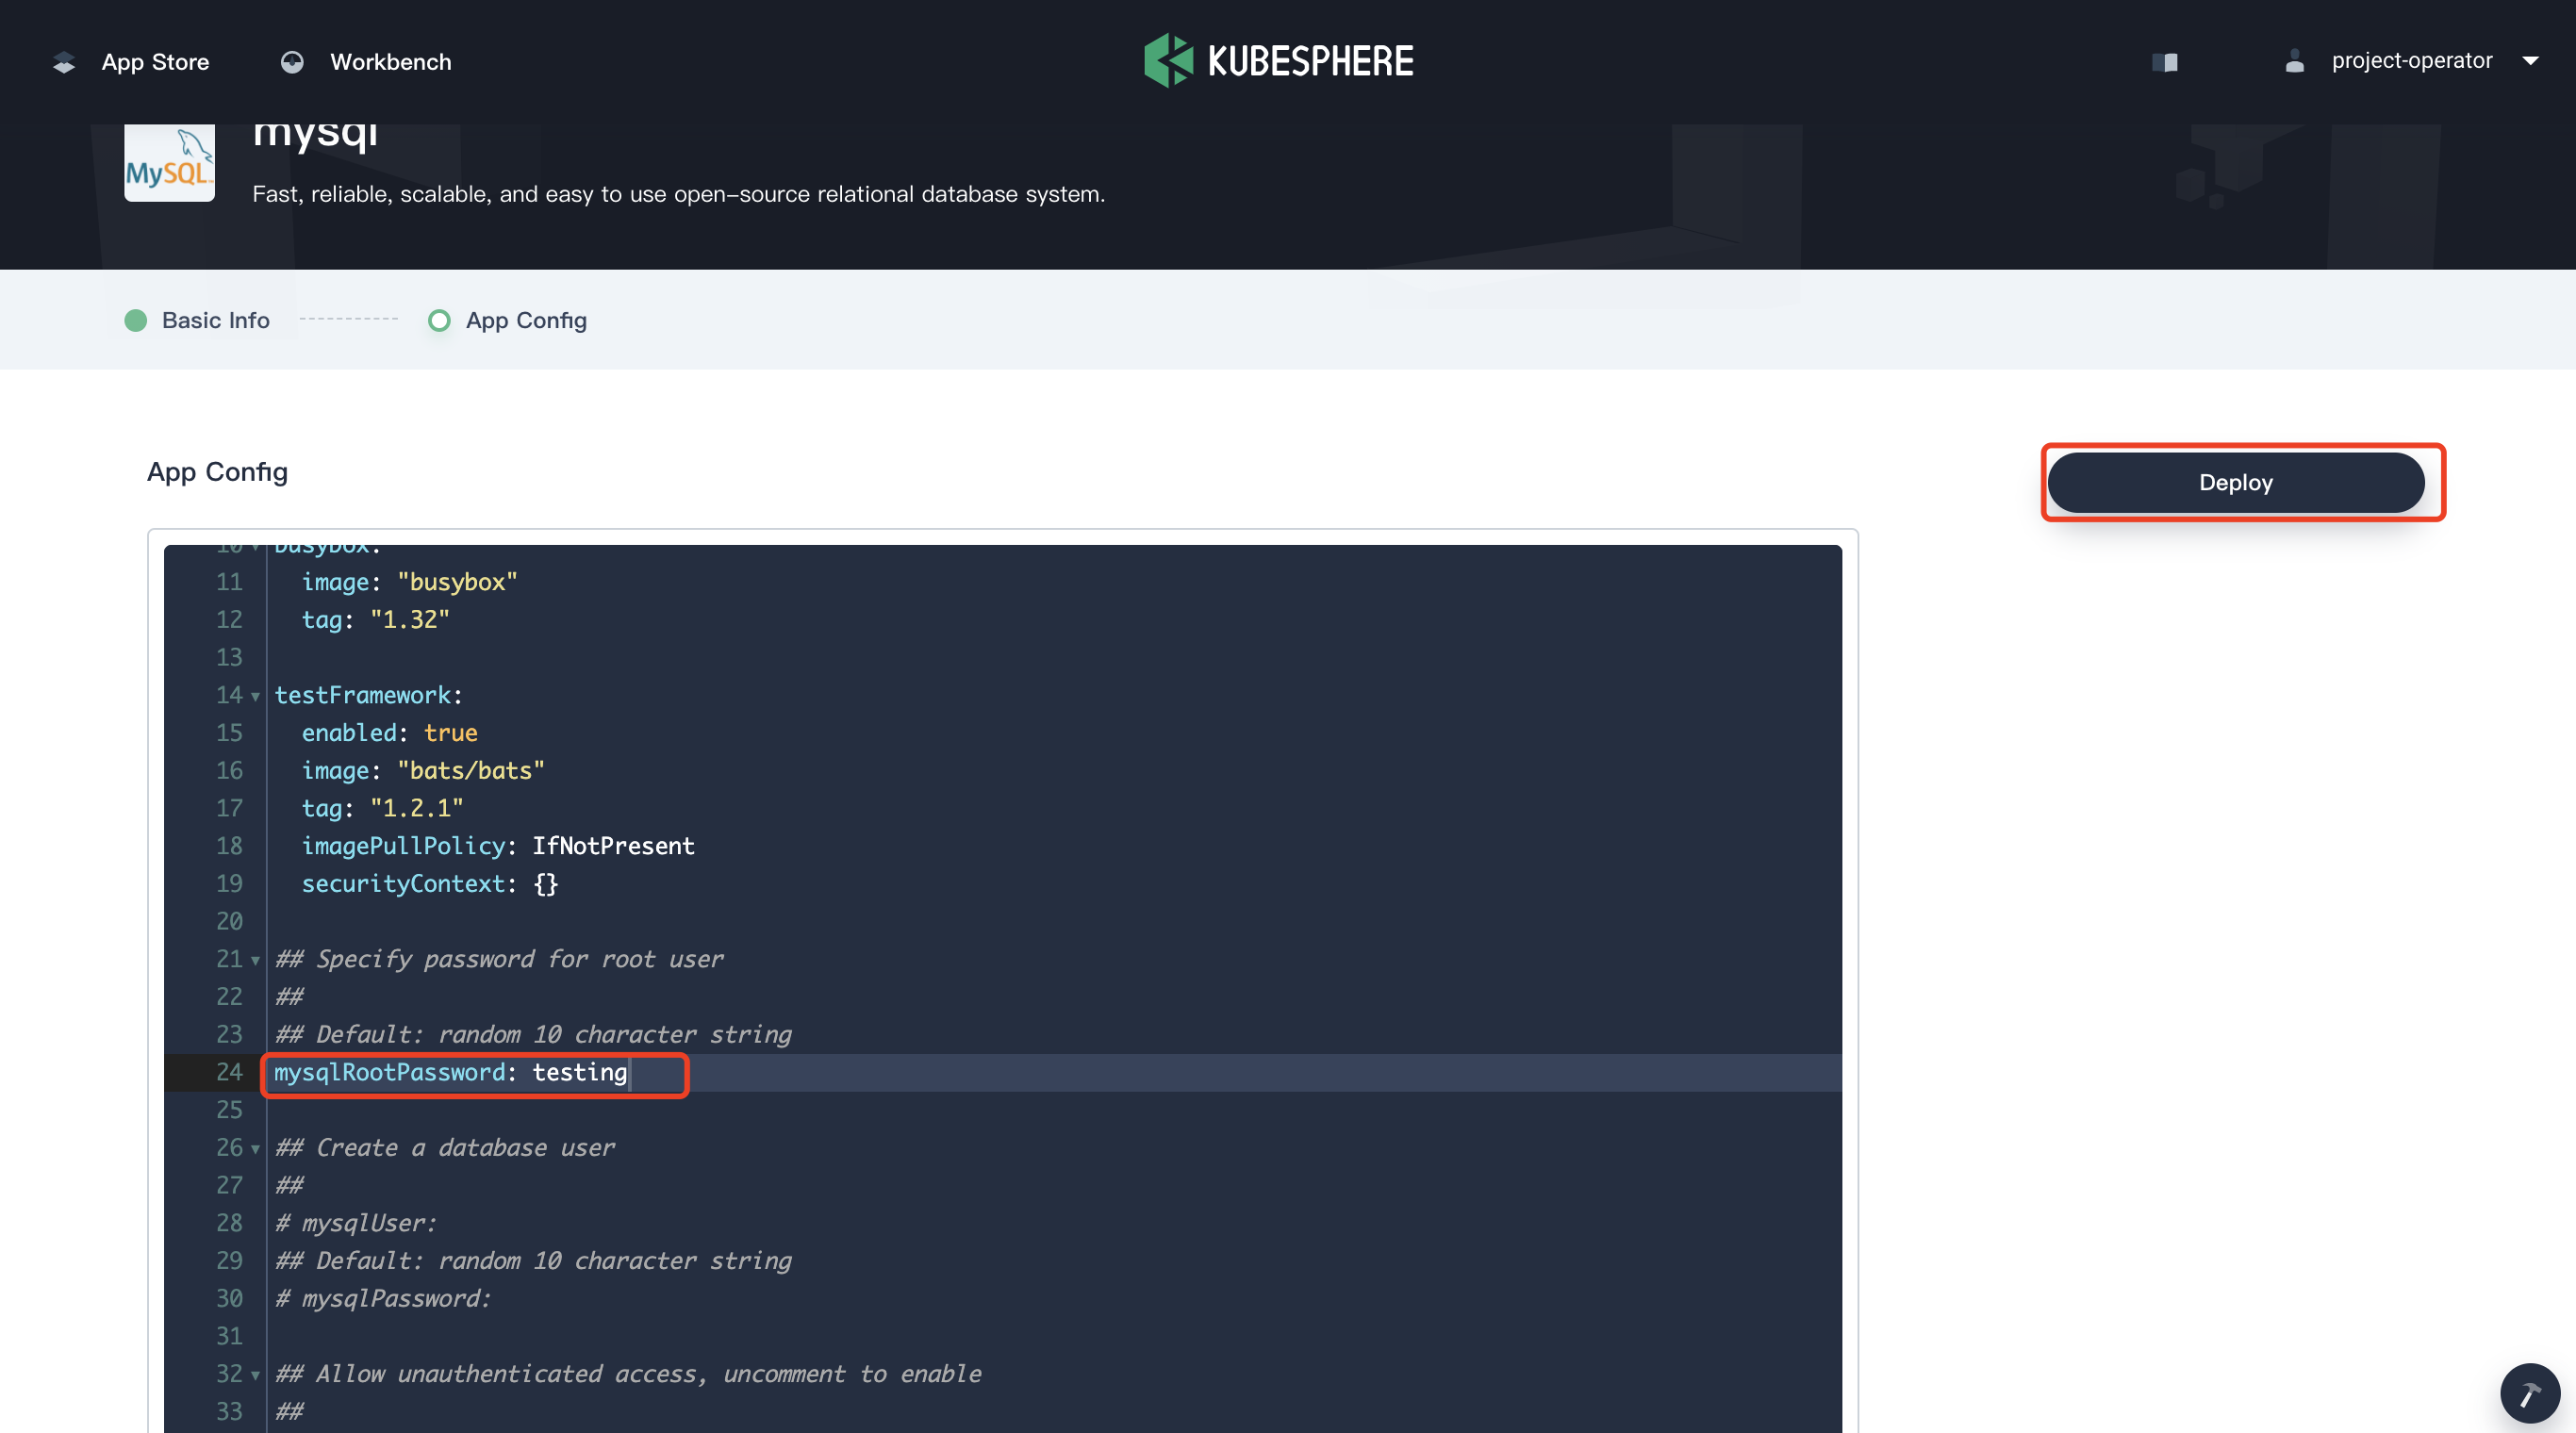 App Store
Workbench
KUBESPHERE
project-operator
MySQL
mysql
Fast, reliable, scalable, and easy to use open-source relational database system.
Basic Info
App Config
App Config
Deploy
10 busybox:
11 image: "busybox"
12 tag: "1.32"
13
14 testFramework:
15 enabled: true
16 image: "bats/bats"
17 tag: "1.2.1"
18 imagePullPolicy: IfNotPresent
19 securityContext: {}
20
21 ## Specify password for root user
22 ##
23 ## Default: random 10 character string
24 mysqlRootPassword: testing
25
26 ## Create a database user
27 ##
28 # mysqlUser:
29 ## Default: random 10 character string
30 # mysqlPassword:
31
32 ## Allow unauthenticated access, uncomment to enable
33 ##